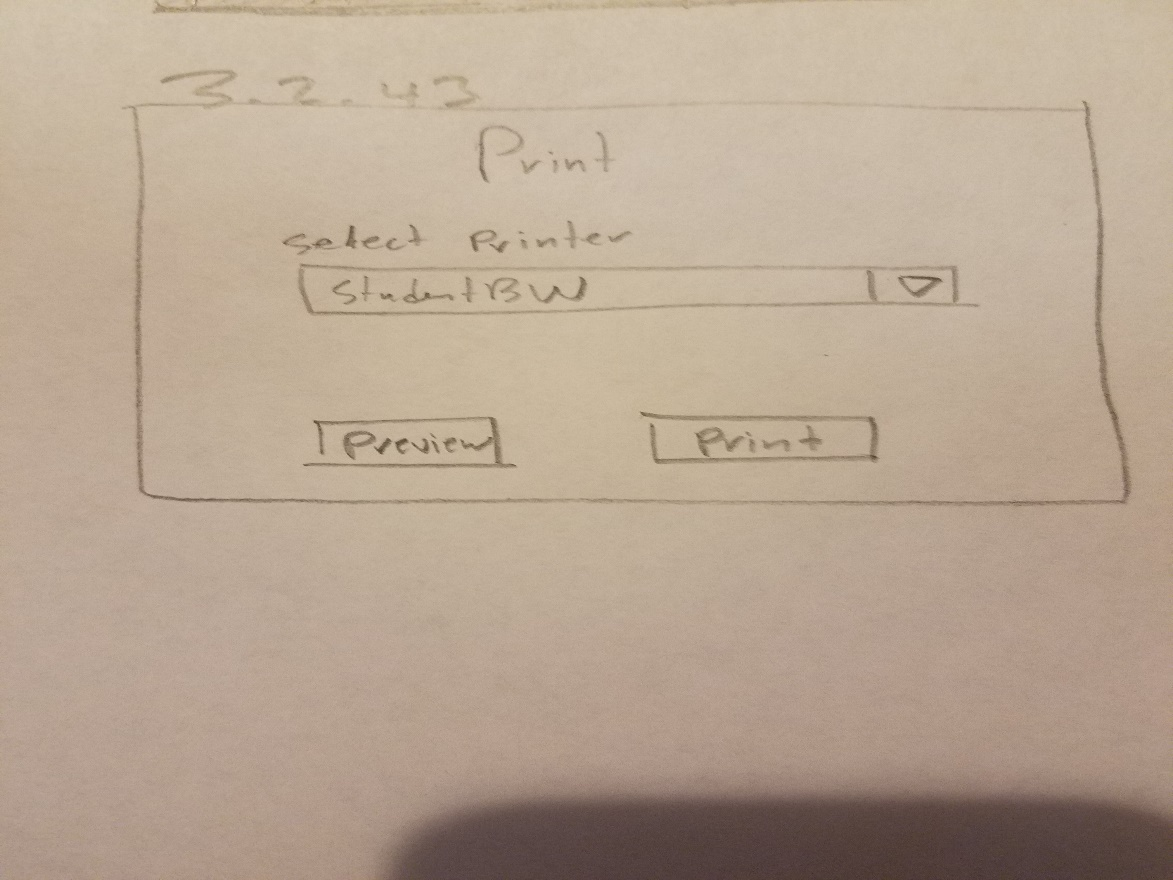 3.2.43
Print
Select Printer
StudentBW
Preview
Print